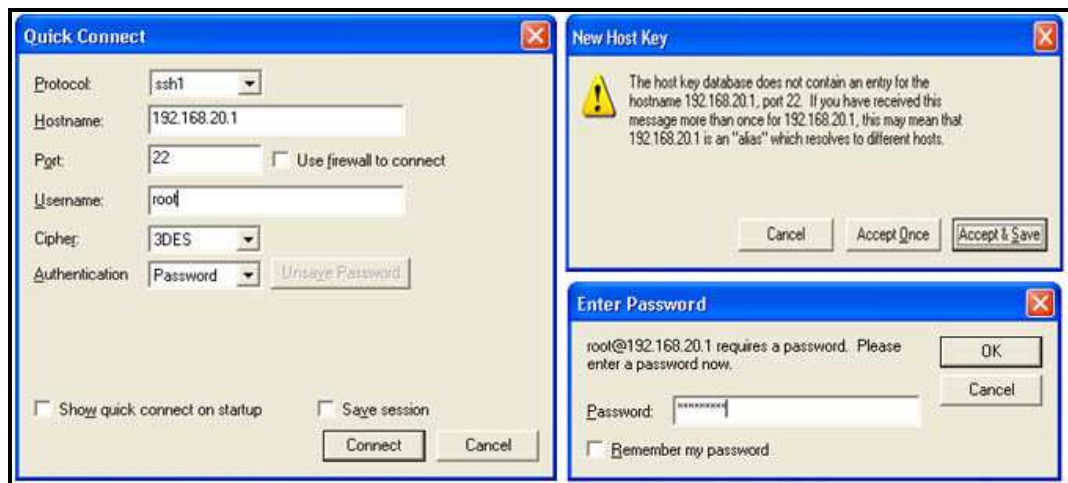 Quick Connect
Protocol: ssh1
Hostname: 192.168.20.1
Port: 22 Use firewall to connect
Username: root
Cipher: 3DES
Authentication Password Unsave Password
Show quick connect on startup Save session
Connect Cancel
New Host Key
The host key database does not contain an entry for the
hostname 192.168.20.1, port 22. If you have received this
message more than once for 192.168.20.1, this may mean that
192.168.20.1 is an "alias" which resolves to different hosts.
Cancel Accept Once Accept & Save
Enter Password
root@192.168.20.1 requires a password. Please
enter a password now.
OK
Cancel
Password: *********
Remember my password